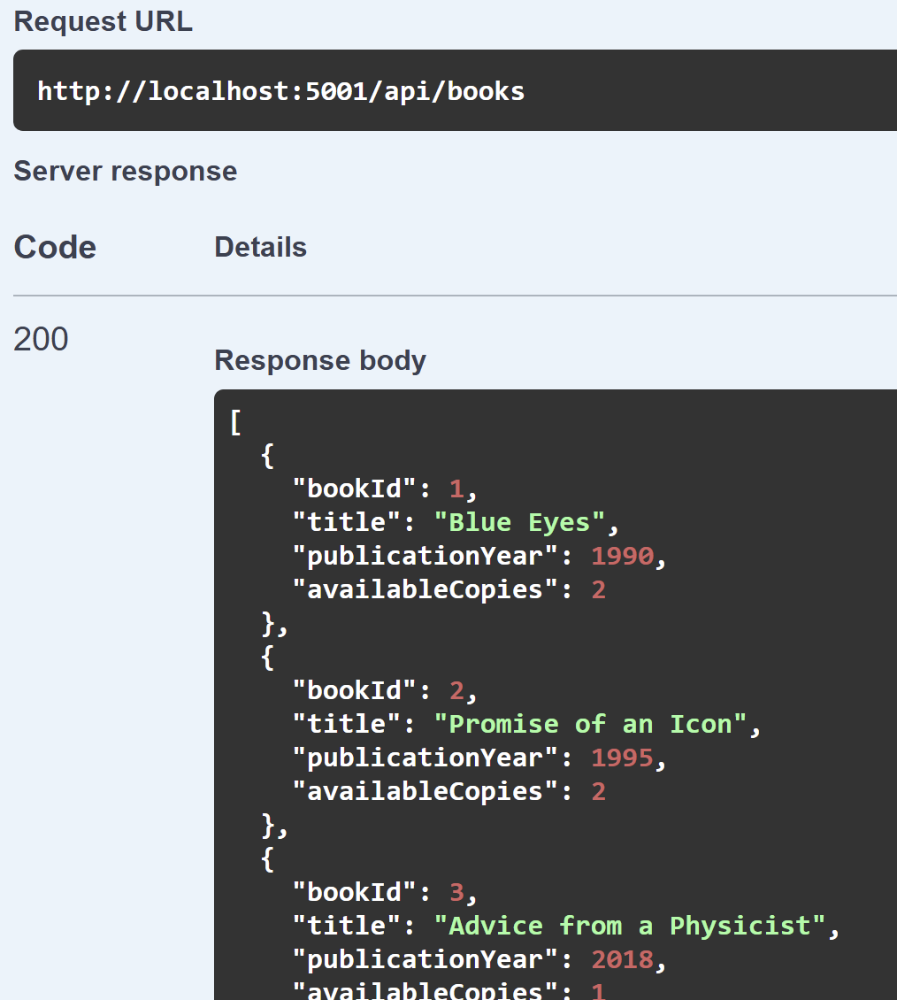 Request URL
http://localhost:5001/api/books
Server response
Code Details
200
Response body
[
  {
    "bookId": 1,
    "title": "Blue Eyes",
    "publicationYear": 1990,
    "availableCopies": 2
  },
  {
    "bookId": 2,
    "title": "Promise of an Icon",
    "publicationYear": 1995,
    "availableCopies": 2
  },
  {
    "bookId": 3,
    "title": "Advice from a Physicist",
    "publicationYear": 2018,
    "availableCopies": 1